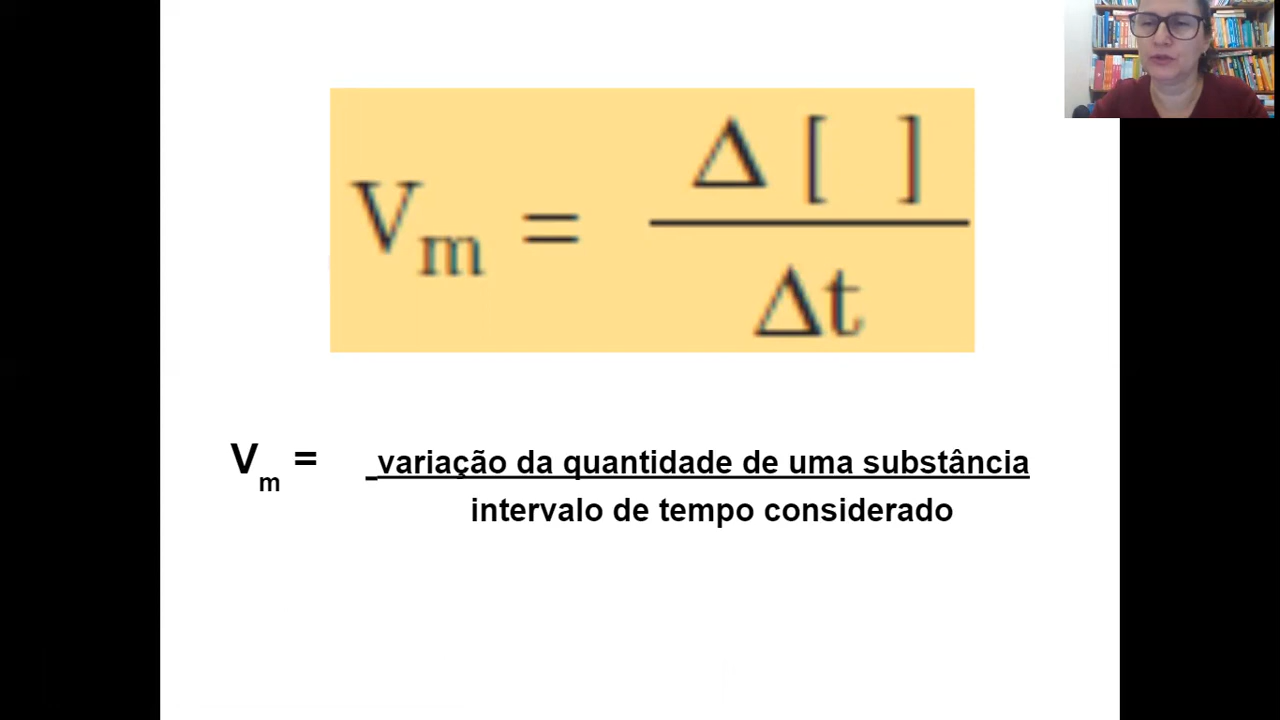 Vm = Δ [ ]
Δt
Vm = variação da quantidade de uma substância
intervalo de tempo considerado